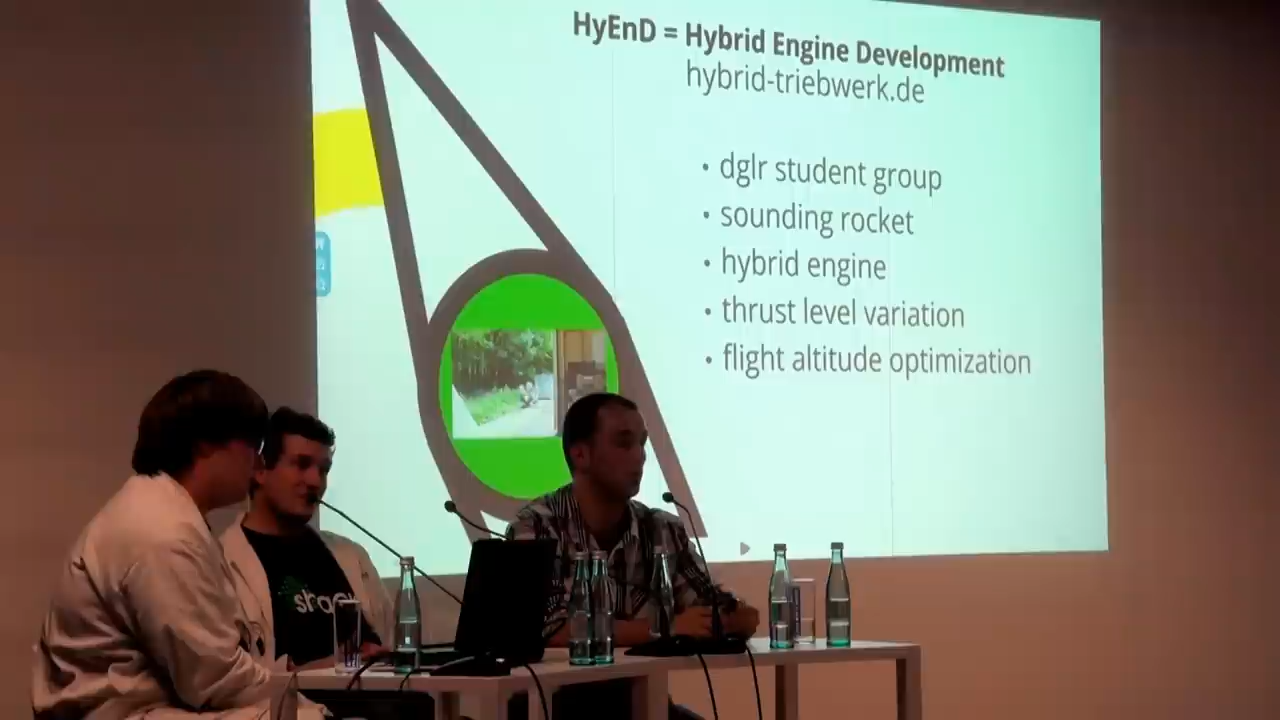 HyEnD = Hybrid Engine Development
hybrid-triebwerk.de
• dglr student group
• sounding rocket
• hybrid engine
• thrust level variation
• flight altitude optimization